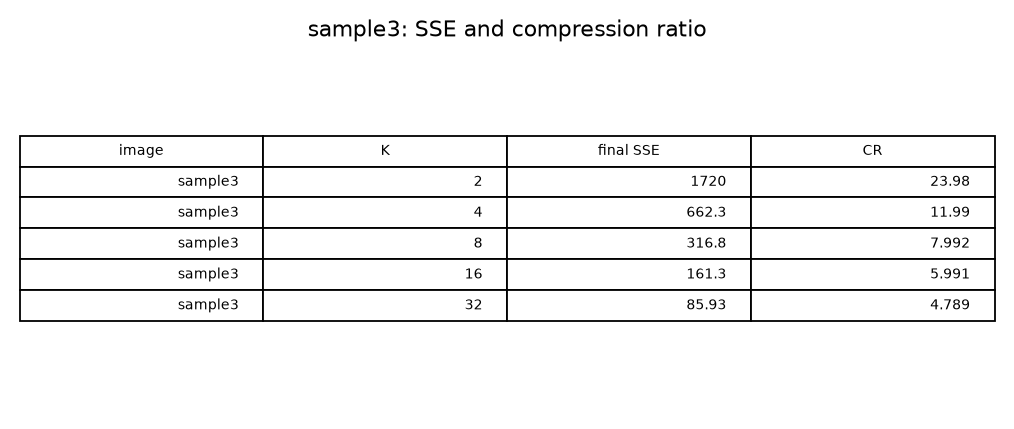 sample3: SSE and compression ratio
image K final SSE CR
sample3 2 1720 23.98
sample3 4 662.3 11.99
sample3 8 316.8 7.992
sample3 16 161.3 5.991
sample3 32 85.93 4.789